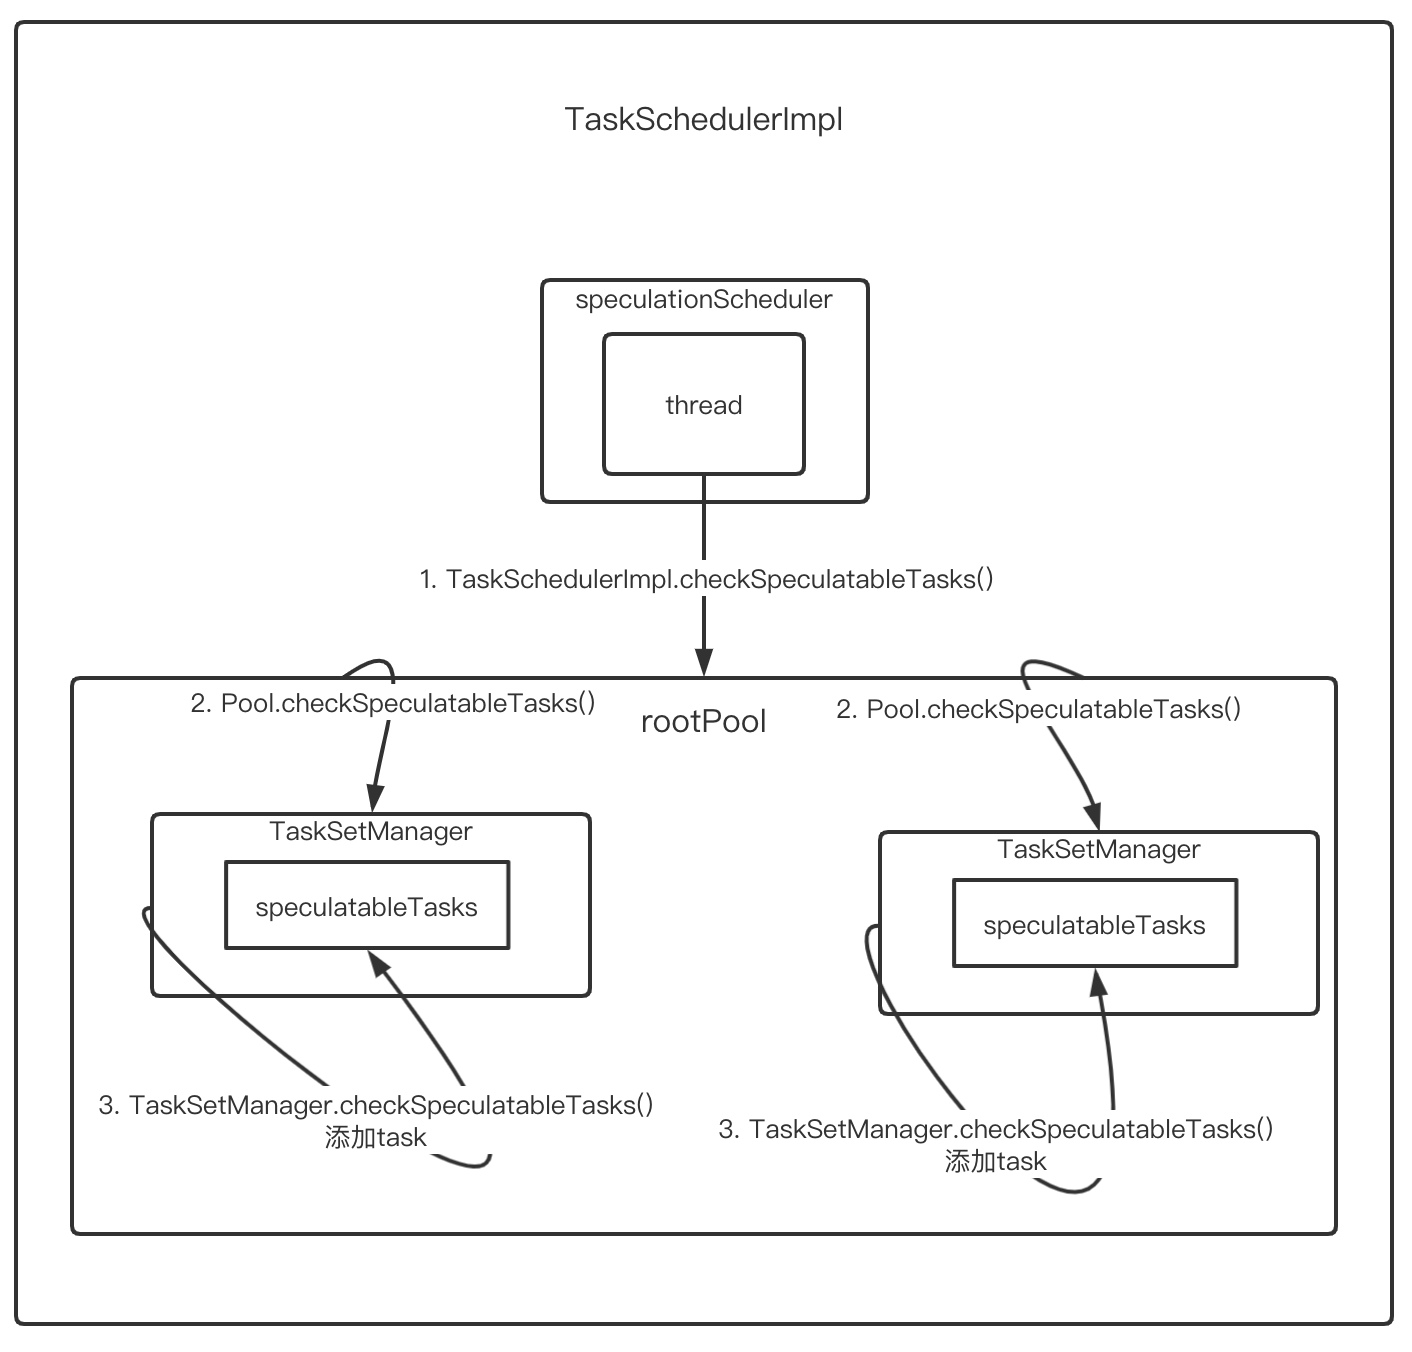 TaskSchedulerImpl
speculationScheduler
thread
1. TaskSchedulerImpl.checkSpeculatableTasks()
2. Pool.checkSpeculatableTasks()
rootPool
2. Pool.checkSpeculatableTasks()
TaskSetManager
speculatableTasks
TaskSetManager
speculatableTasks
3. TaskSetManager.checkSpeculatableTasks()
添加task
3. TaskSetManager.checkSpeculatableTasks()
添加task